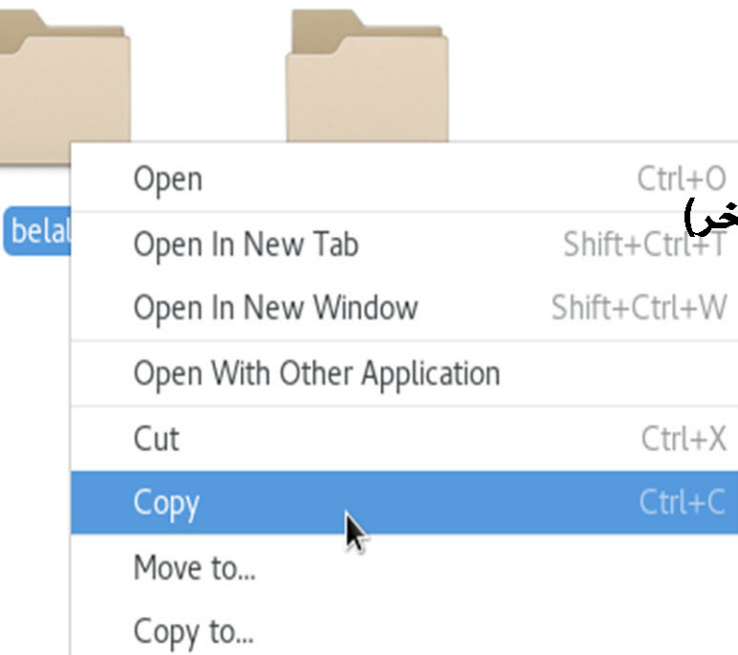 Open Ctrl+O
خر)
belal
Open In New Tab Shift+Ctrl+T
Open In New Window Shift+Ctrl+W
Open With Other Application
Cut Ctrl+X
Copy Ctrl+C
Move to...
Copy to...